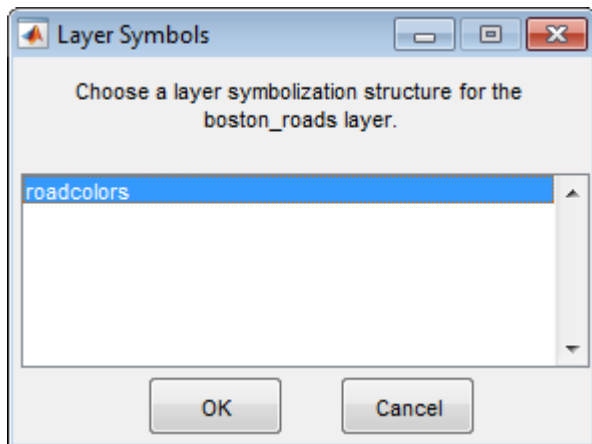 Layer Symbols
Choose a layer symbolization structure for the
boston_roads layer.
roadcolors
OK
Cancel